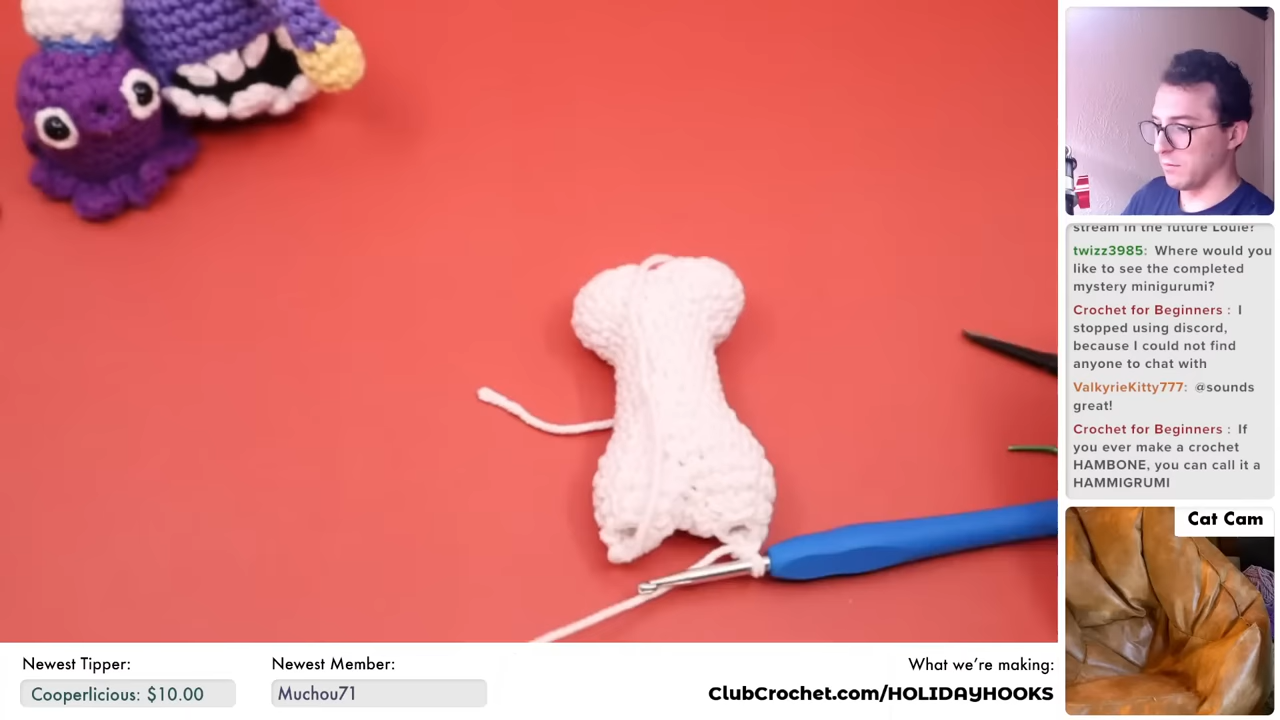 stream in the future Louie?
twizz3985: Where would you
like to see the completed
mystery minigurumi?
Crochet for Beginners : I
stopped using discord,
because I could not find
anyone to chat with
ValkyrieKitty777: @sounds
great!
Crochet for Beginners : If
you ever make a crochet
HAMBONE, you can call it a
HAMMIGRUMI
Cat Cam
Newest Tipper:
Cooperlicious: $10.00
Newest Member:
Muchou71
What we're making:
ClubCrochet.com/HOLIDAYHOOKS